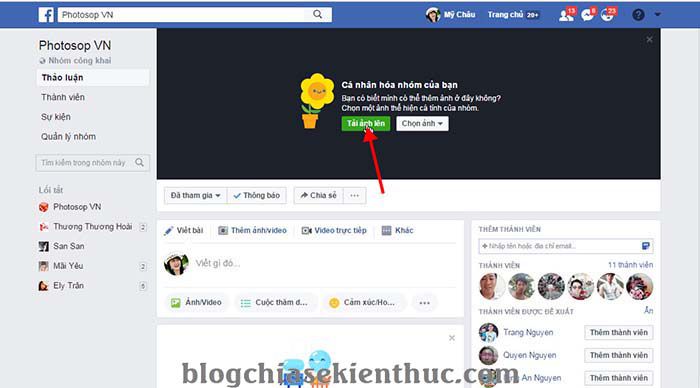 Photosop VN
Mỹ Châu
Trang chủ 20+
13
8
23
?
Photosop VN
Nhóm công khai
Thảo luận
Thành viên
Sự kiện
Quản lý nhóm
Tìm kiếm trong nhóm này
Lối tắt
Photosop VN
Thương Thương Hoài 2
San San
Mãi Yêu 2
Ely Trần 5
Cá nhân hóa nhóm của bạn
Bạn có biết mình có thể thêm ảnh ở đây không?
Chọn một ảnh thể hiện cá tính của nhóm.
Tải ảnh lên
Chọn ảnh
Đã tham gia
Thông báo
Chia sẻ
Viết bài
Thêm ảnh/video
Video trực tiếp
Khác
Viết gì đó...
Ảnh/Video
Cuộc thăm d...
Cảm xúc/Ho...
THÊM THÀNH VIÊN
Nhập tên hoặc địa chỉ email...
THÀNH VIÊN
11 thành viên
THÀNH VIÊN ĐƯỢC ĐỀ XUẤT
Ẩn
Trang Nguyen
Thêm thành viên
Quyen Nguyen
Thêm thành viên
An Nguyen
Thêm thành viên
blogchiasekienthuc.com